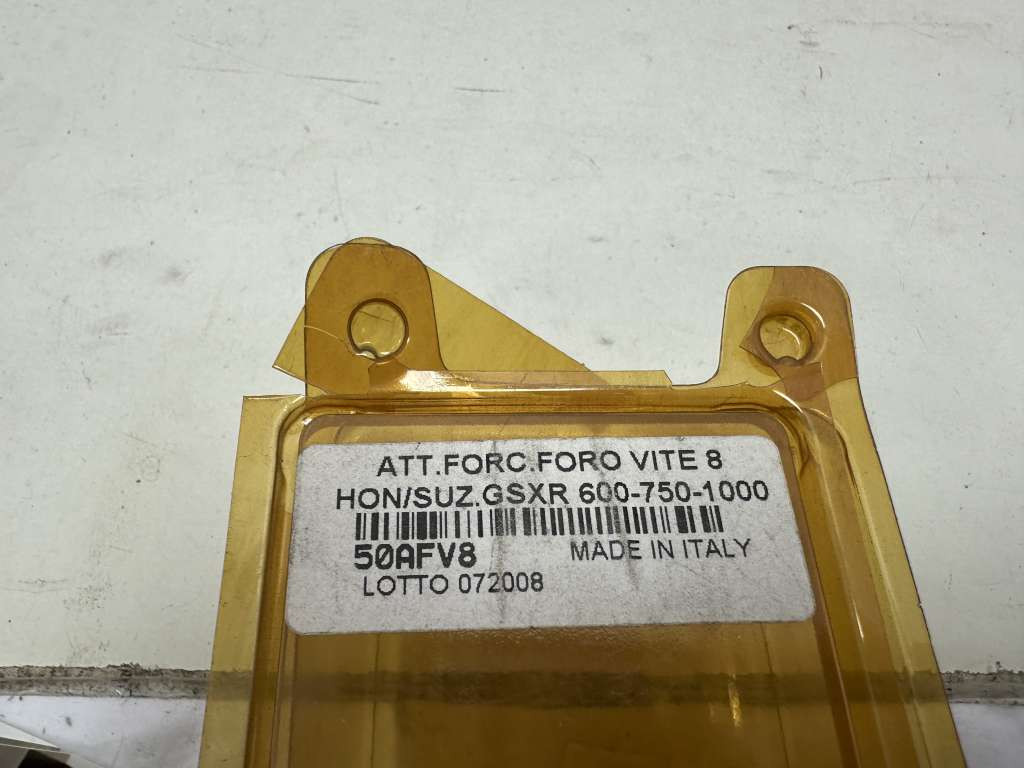 ATT.FORC.FORO VITE 8
HON/SUZ.GSXR 600-750-1000
50AFV8 MADE IN ITALY
LOTTO 072008